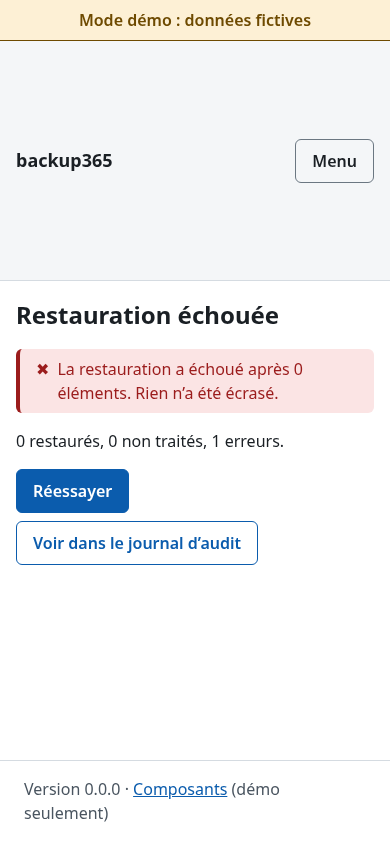 Mode démo : données fictives
backup365
Menu
Restauration échouée
✖ La restauration a échoué après 0
éléments. Rien n’a été écrasé.
0 restaurés, 0 non traités, 1 erreurs.
Réessayer
Voir dans le journal d’audit
Version 0.0.0 · Composants (démo
seulement)